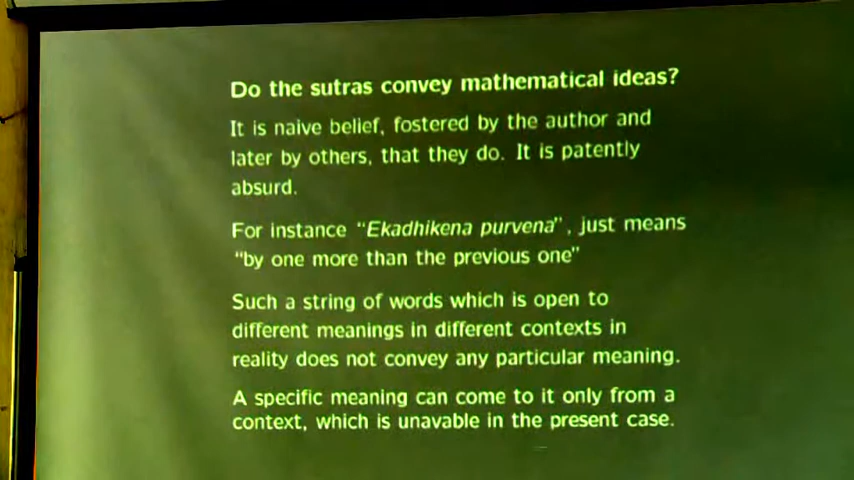 Do the sutras convey mathematical ideas?
It is naive belief, fostered by the author and
later by others, that they do. It is patently
absurd.
For instance "Ekadhikena purvena", just means
"by one more than the previous one"
Such a string of words which is open to
different meanings in different contexts in
reality does not convey any particular meaning.
A specific meaning can come to it only from a
context, which is unavable in the present case.